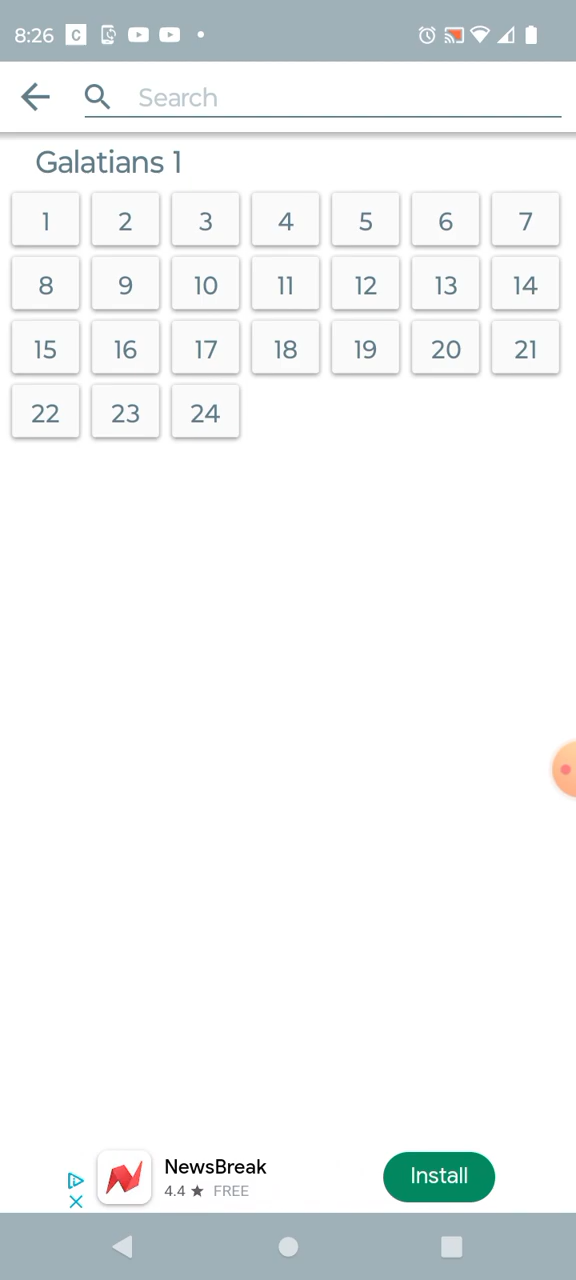 8:26 C
Search
Galatians 1
1 2 3 4 5 6 7
8 9 10 11 12 13 14
15 16 17 18 19 20 21
22 23 24
NewsBreak
4.4 ★ FREE
Install